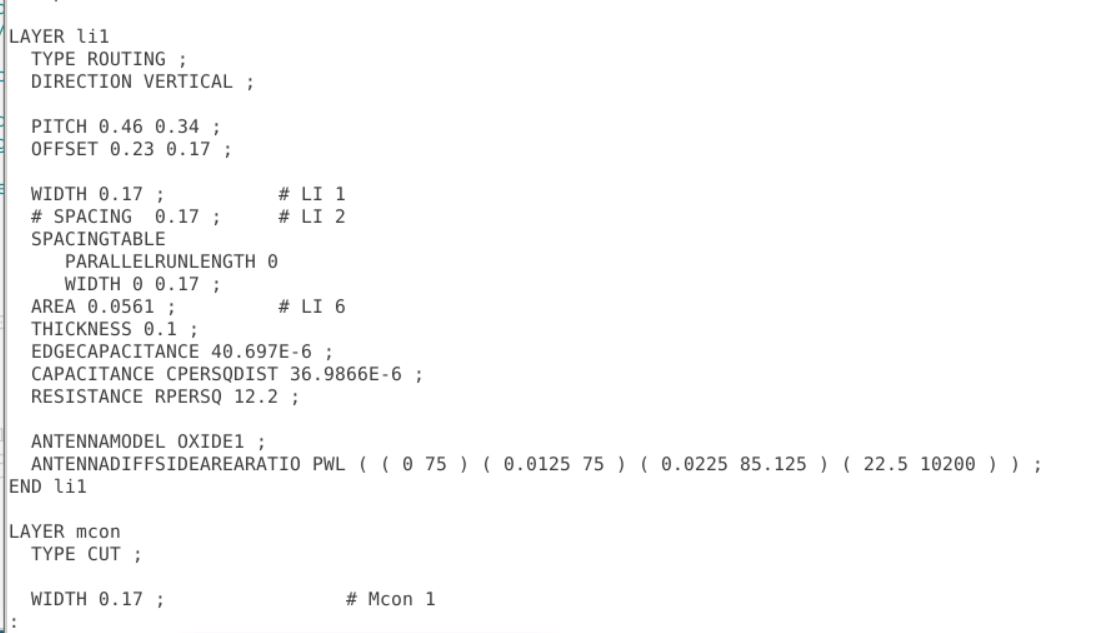 LAYER li1
  TYPE ROUTING ;
  DIRECTION VERTICAL ;

  PITCH 0.46 0.34 ;
  OFFSET 0.23 0.17 ;

  WIDTH 0.17 ;          # LI 1
  # SPACING  0.17 ;     # LI 2
  SPACINGTABLE
     PARALLELRUNLENGTH 0
     WIDTH 0 0.17 ;
  AREA 0.0561 ;         # LI 6
  THICKNESS 0.1 ;
  EDGECAPACITANCE 40.697E-6 ;
  CAPACITANCE CPERSQDIST 36.9866E-6 ;
  RESISTANCE RPERSQ 12.2 ;

  ANTENNAMODEL OXIDE1 ;
  ANTENNADIFFSIDEAREARATIO PWL ( ( 0 75 ) ( 0.0125 75 ) ( 0.0225 85.125 ) ( 22.5 10200 ) ) ;
END li1

LAYER mcon
  TYPE CUT ;

  WIDTH 0.17 ;                # Mcon 1
: